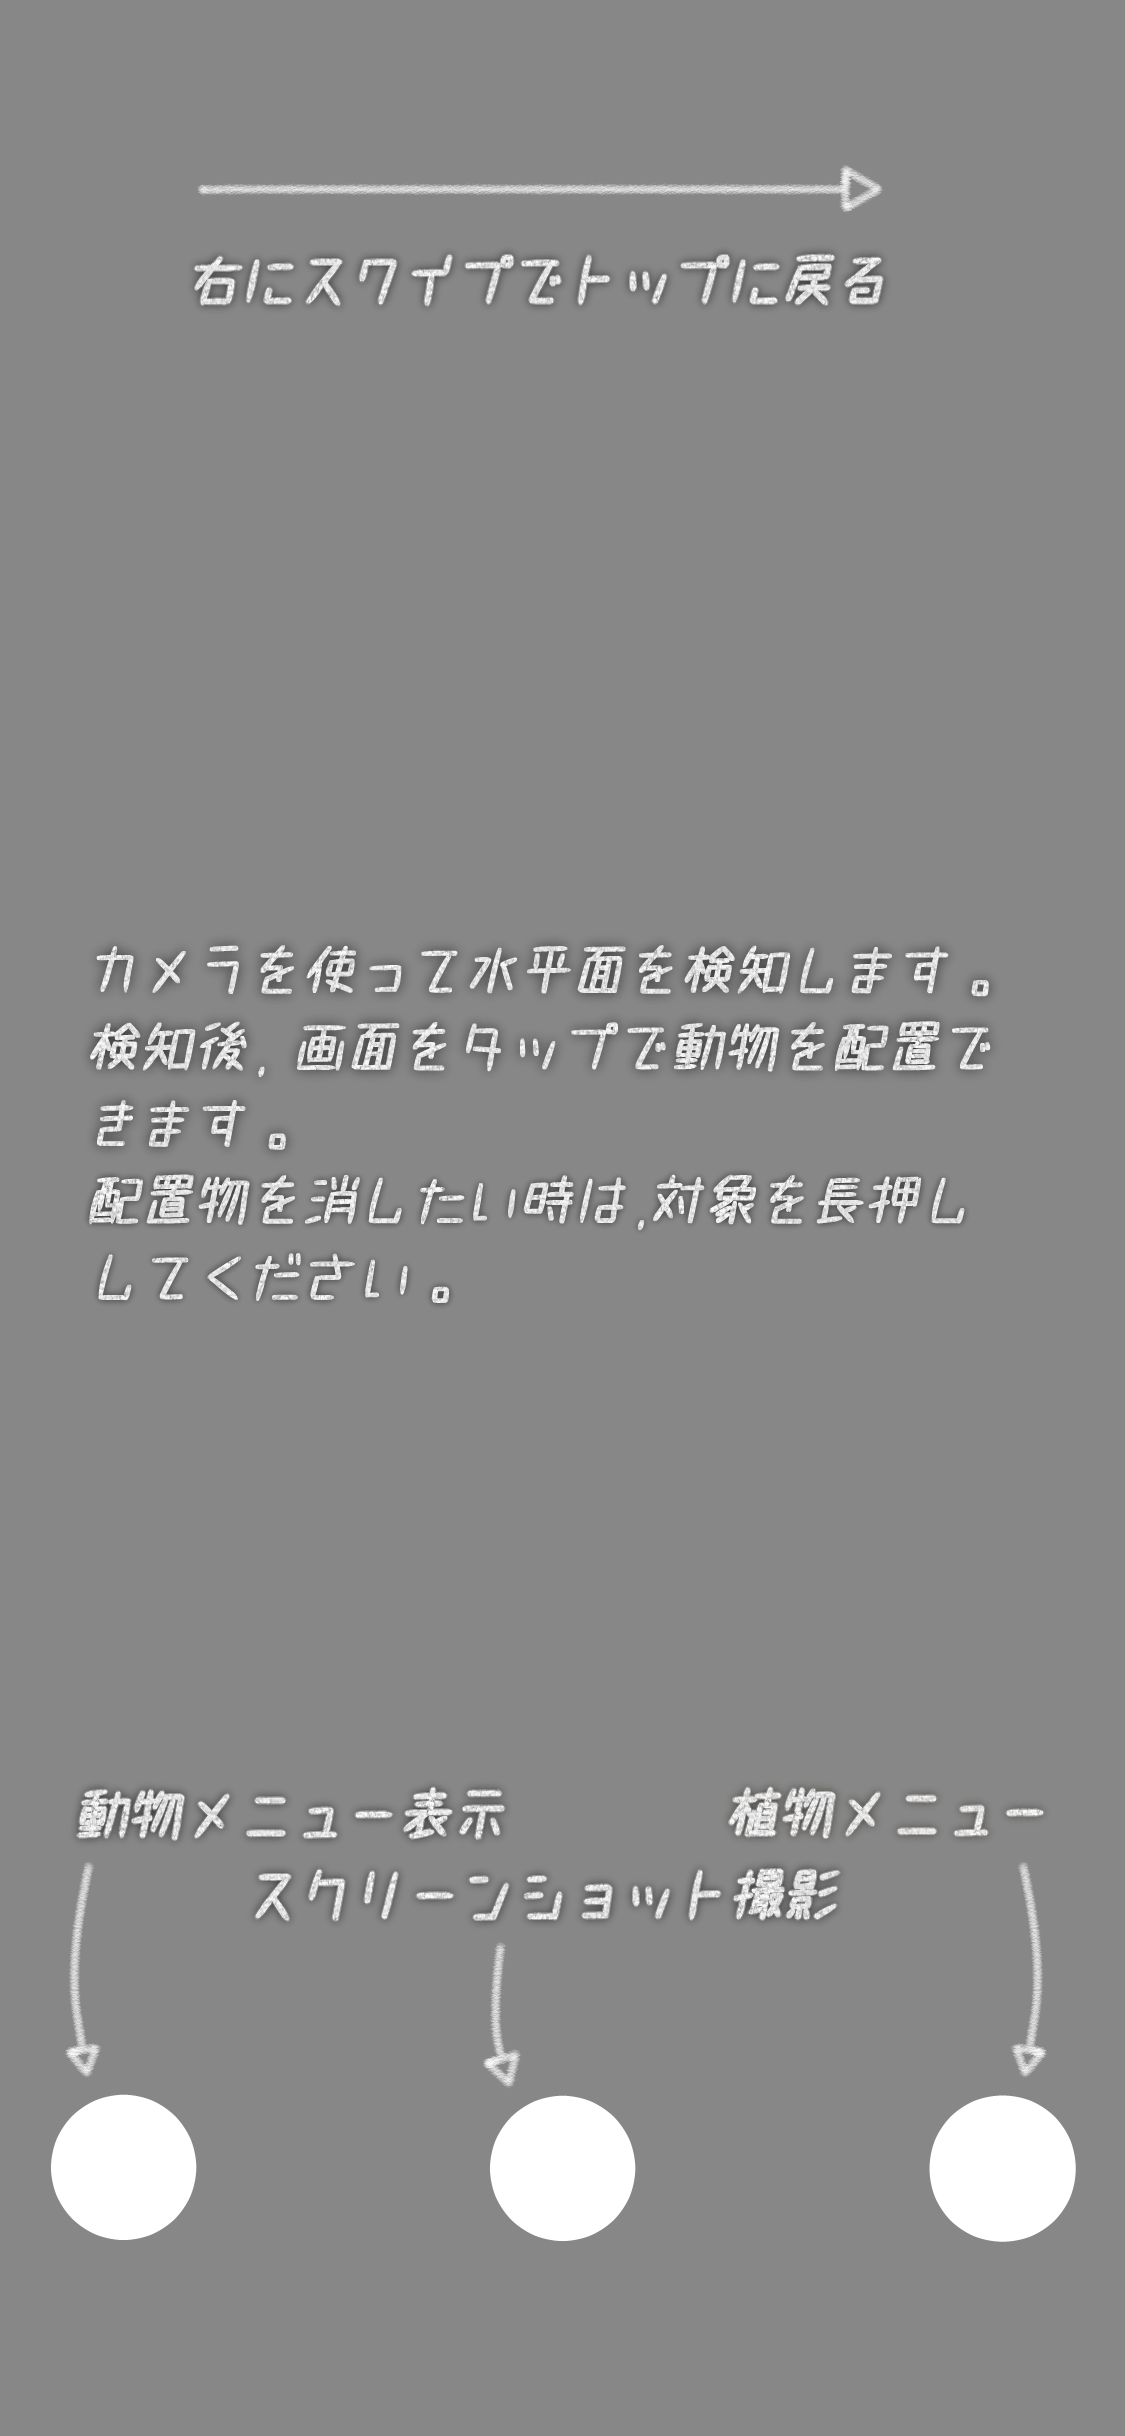 右にスワイプでトップに戻る
カメラを使って水平面を検知します。
検知後, 画面をタップで動物を配置で
きます。
配置物を消したい時は,対象を長押し
してください。
動物メニュー表示
植物メニュー
スクリーンショット撮影